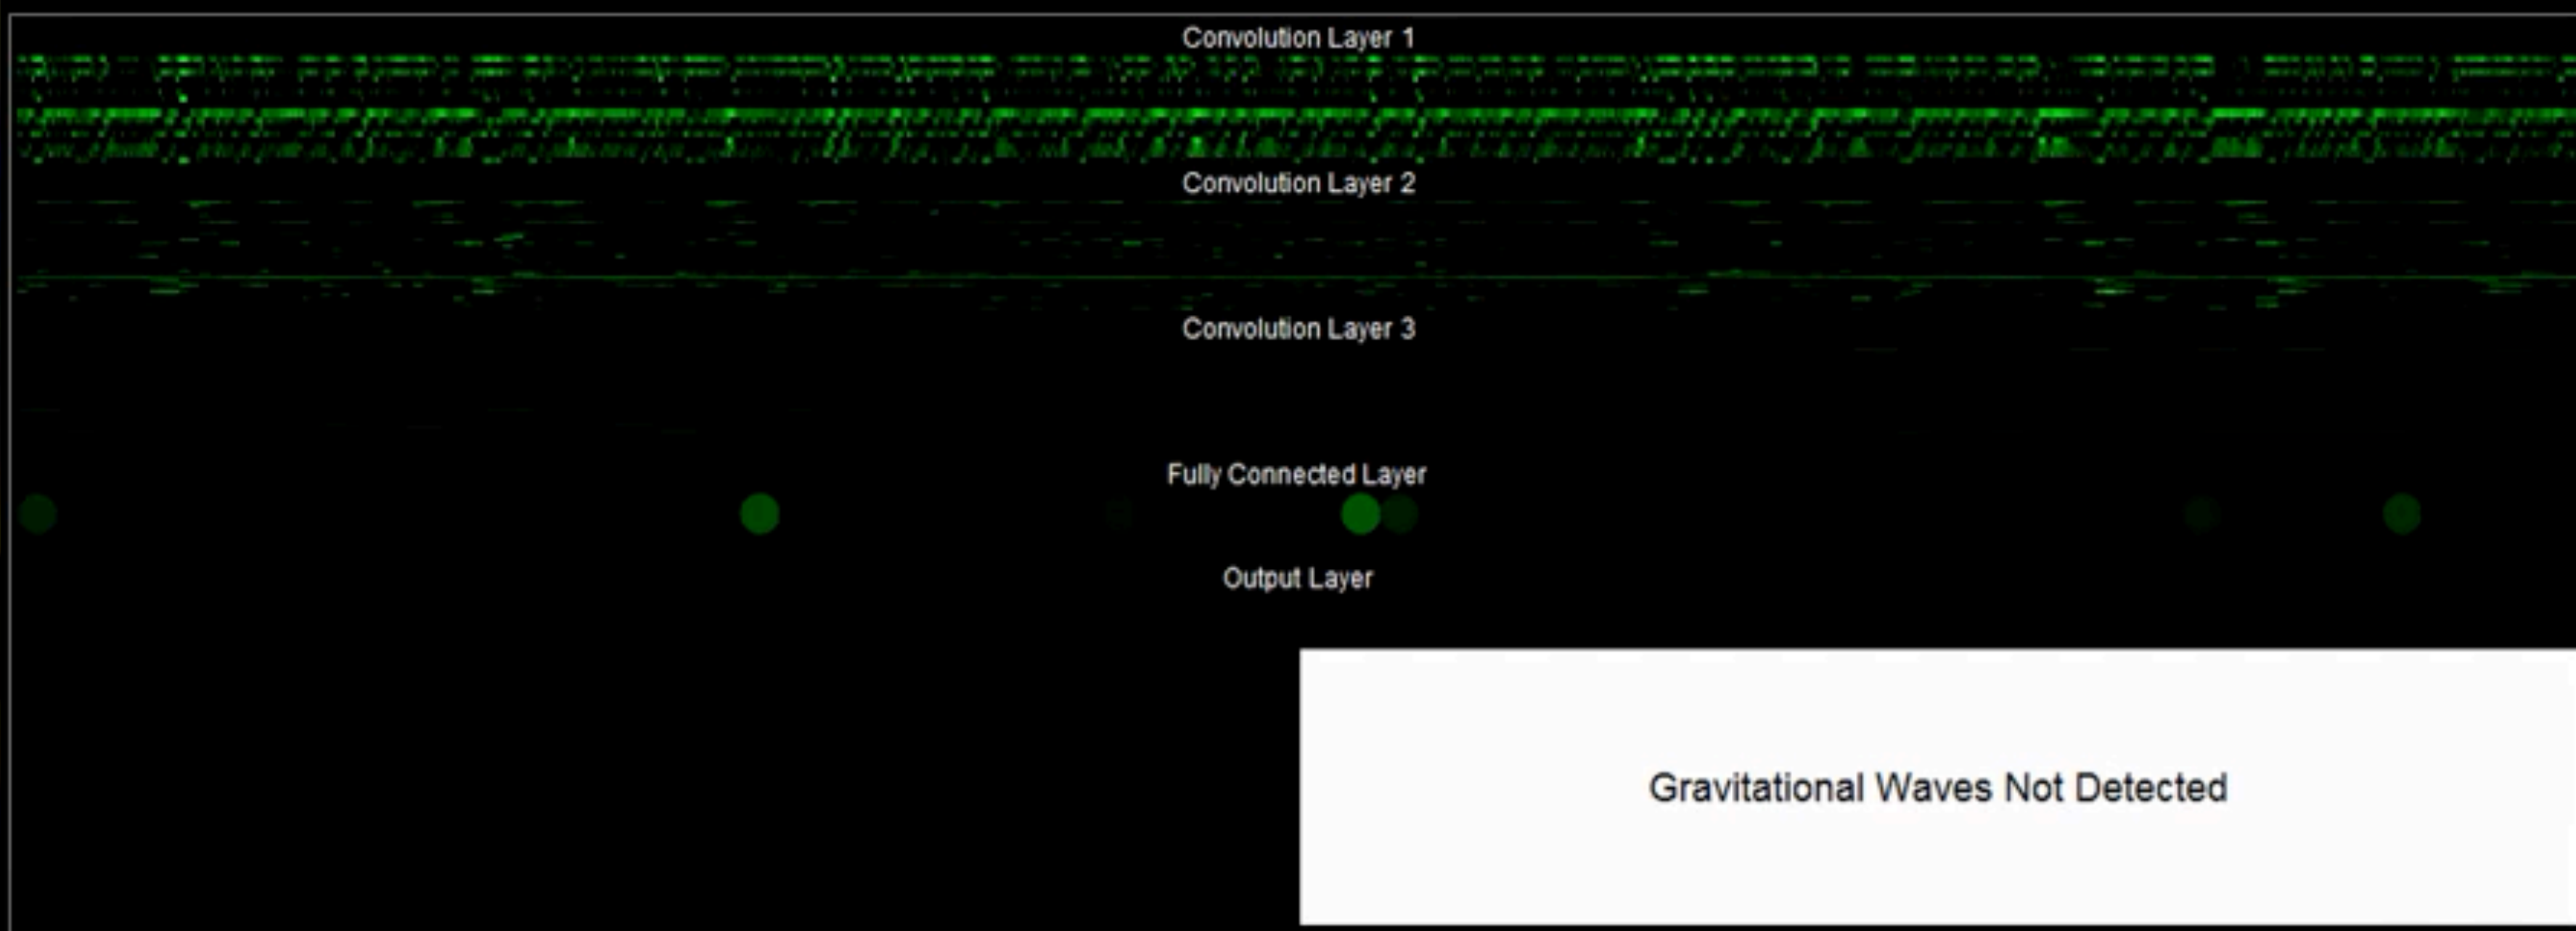 Convolution Layer 1
Convolution Layer 2
Convolution Layer 3
Fully Connected Layer
Output Layer
Gravitational Waves Not Detected